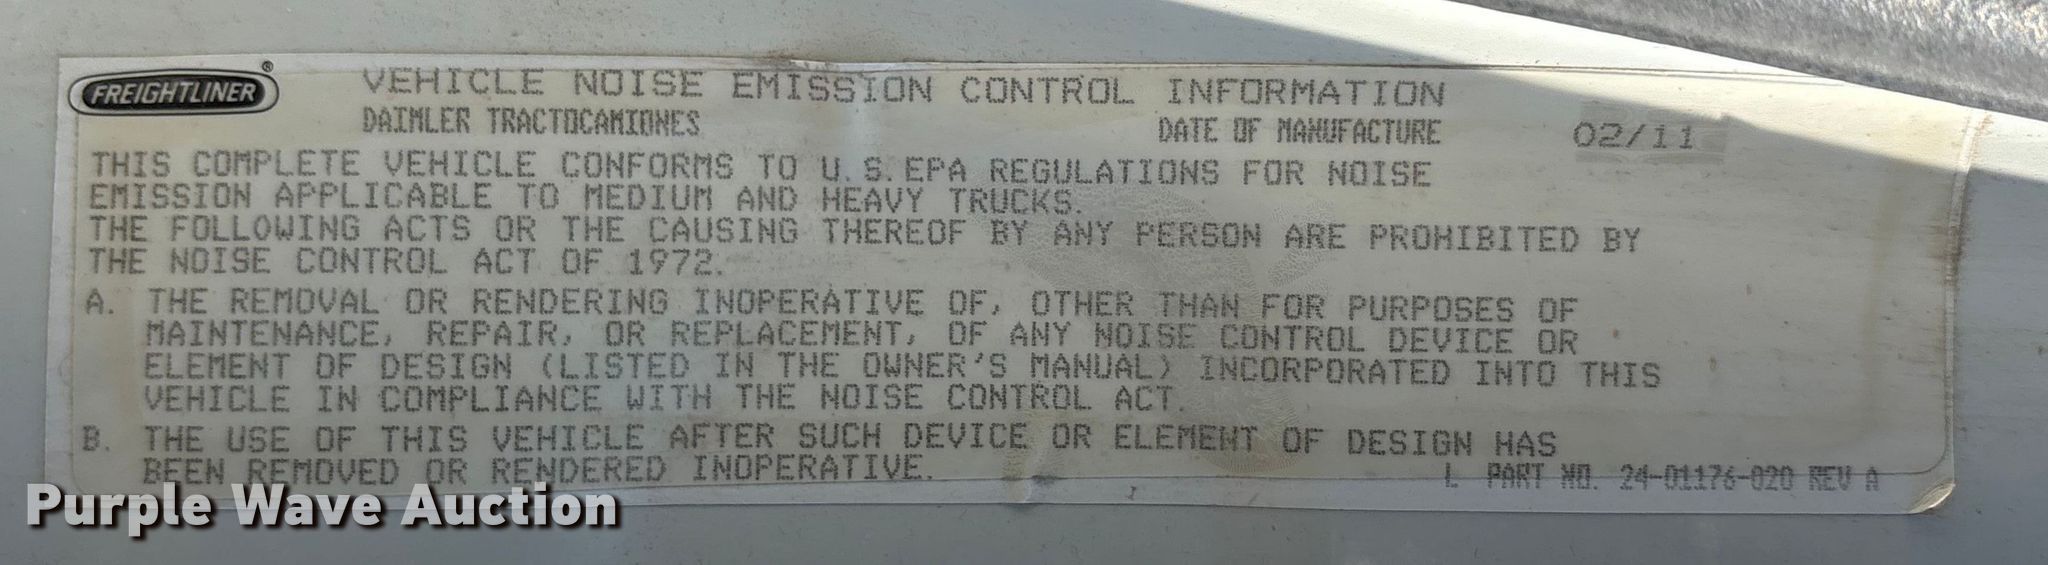 FREIGHTLINER®
VEHICLE NOISE EMISSION CONTROL INFORMATION
DAIMLER TRACTOCAMIONES DATE OF MANUFACTURE 02/11
THIS COMPLETE VEHICLE CONFORMS TO U.S. EPA REGULATIONS FOR NOISE
EMISSION APPLICABLE TO MEDIUM AND HEAVY TRUCKS.
THE FOLLOWING ACTS OR THE CAUSING THEREOF BY ANY PERSON ARE PROHIBITED BY
THE NOISE CONTROL ACT OF 1972.
A. THE REMOVAL OR RENDERING INOPERATIVE OF, OTHER THAN FOR PURPOSES OF
MAINTENANCE, REPAIR, OR REPLACEMENT, OF ANY NOISE CONTROL DEVICE OR
ELEMENT OF DESIGN (LISTED IN THE OWNER'S MANUAL) INCORPORATED INTO THIS
VEHICLE IN COMPLIANCE WITH THE NOISE CONTROL ACT.
B. THE USE OF THIS VEHICLE AFTER SUCH DEVICE OR ELEMENT OF DESIGN HAS
BEEN REMOVED OR RENDERED INOPERATIVE.
L PART NO. 24-01176-020 REV A
Purple Wave Auction